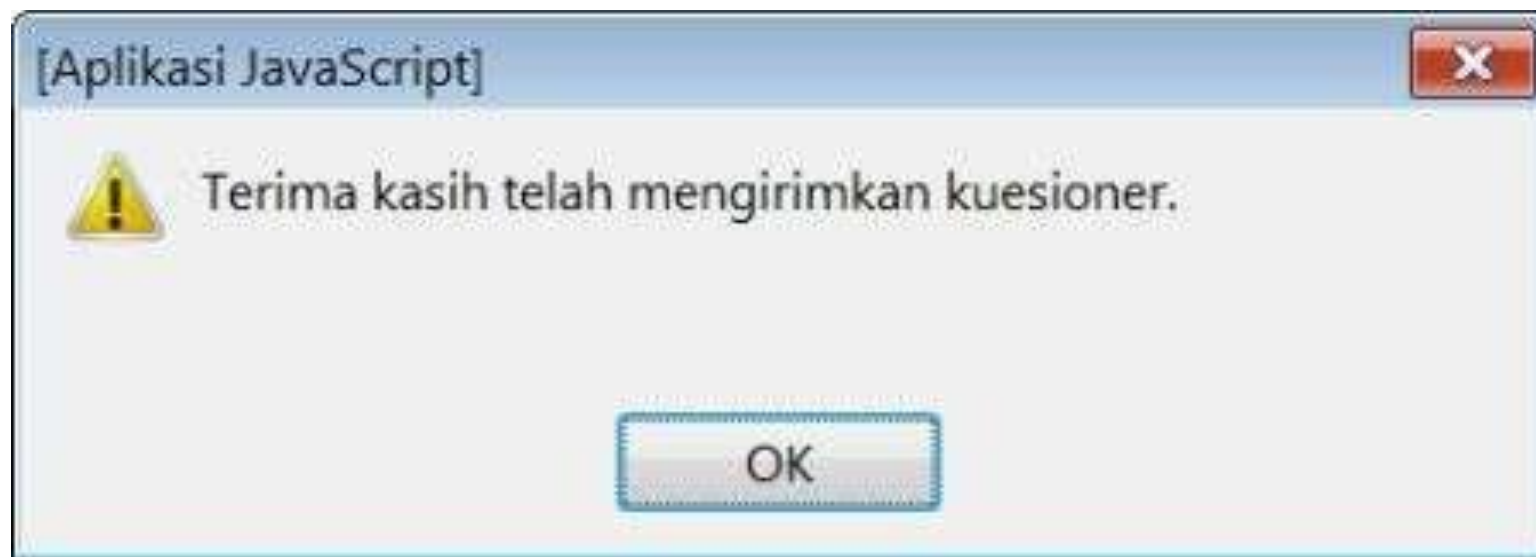 [Aplikasi JavaScript]
Terima kasih telah mengirimkan kuesioner.
OK